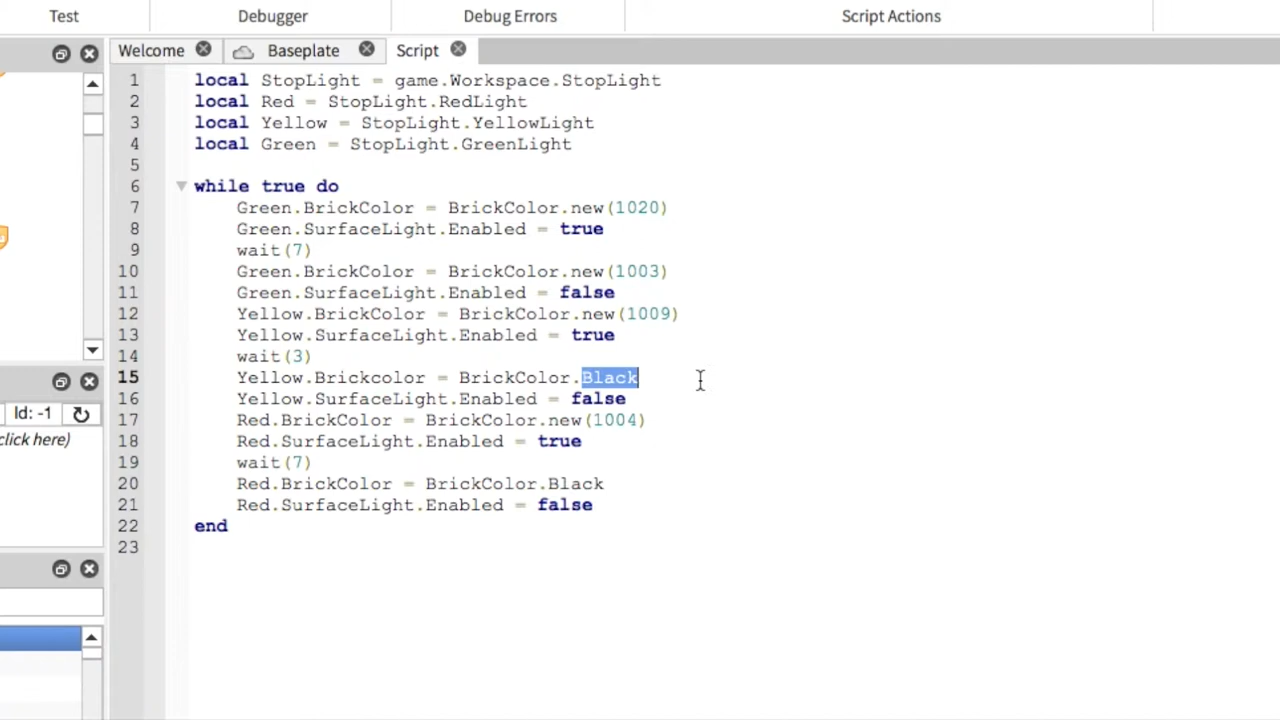 Test Debugger Debug Errors Script Actions
Welcome Baseplate Script
1 local StopLight = game.Workspace.StopLight
2 local Red = StopLight.RedLight
3 local Yellow = StopLight.YellowLight
4 local Green = StopLight.GreenLight
5
6 while true do
7 Green.BrickColor = BrickColor.new(1020)
8 Green.SurfaceLight.Enabled = true
9 wait(7)
10 Green.BrickColor = BrickColor.new(1003)
11 Green.SurfaceLight.Enabled = false
12 Yellow.BrickColor = BrickColor.new(1009)
13 Yellow.SurfaceLight.Enabled = true
14 wait(3)
15 Yellow.Brickcolor = BrickColor.Black
16 Yellow.SurfaceLight.Enabled = false
17 Red.BrickColor = BrickColor.new(1004)
18 Red.SurfaceLight.Enabled = true
19 wait(7)
20 Red.BrickColor = BrickColor.Black
21 Red.SurfaceLight.Enabled = false
22 end
23
Id: -1
click here)